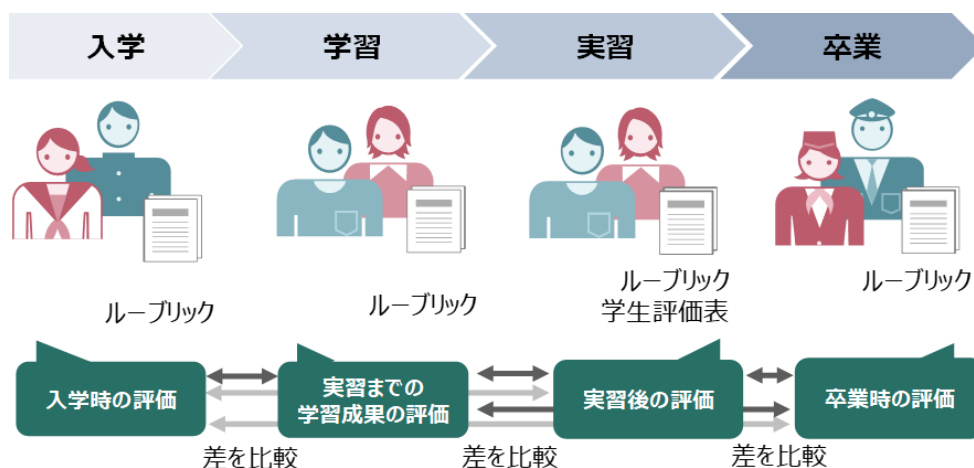 入学
学習
実習
卒業
ルーブリック
ルーブリック
ルーブリック
学生評価表
ルーブリック
入学時の評価
実習までの
学習成果の評価
実習後の評価
卒業時の評価
差を比較
差を比較
差を比較